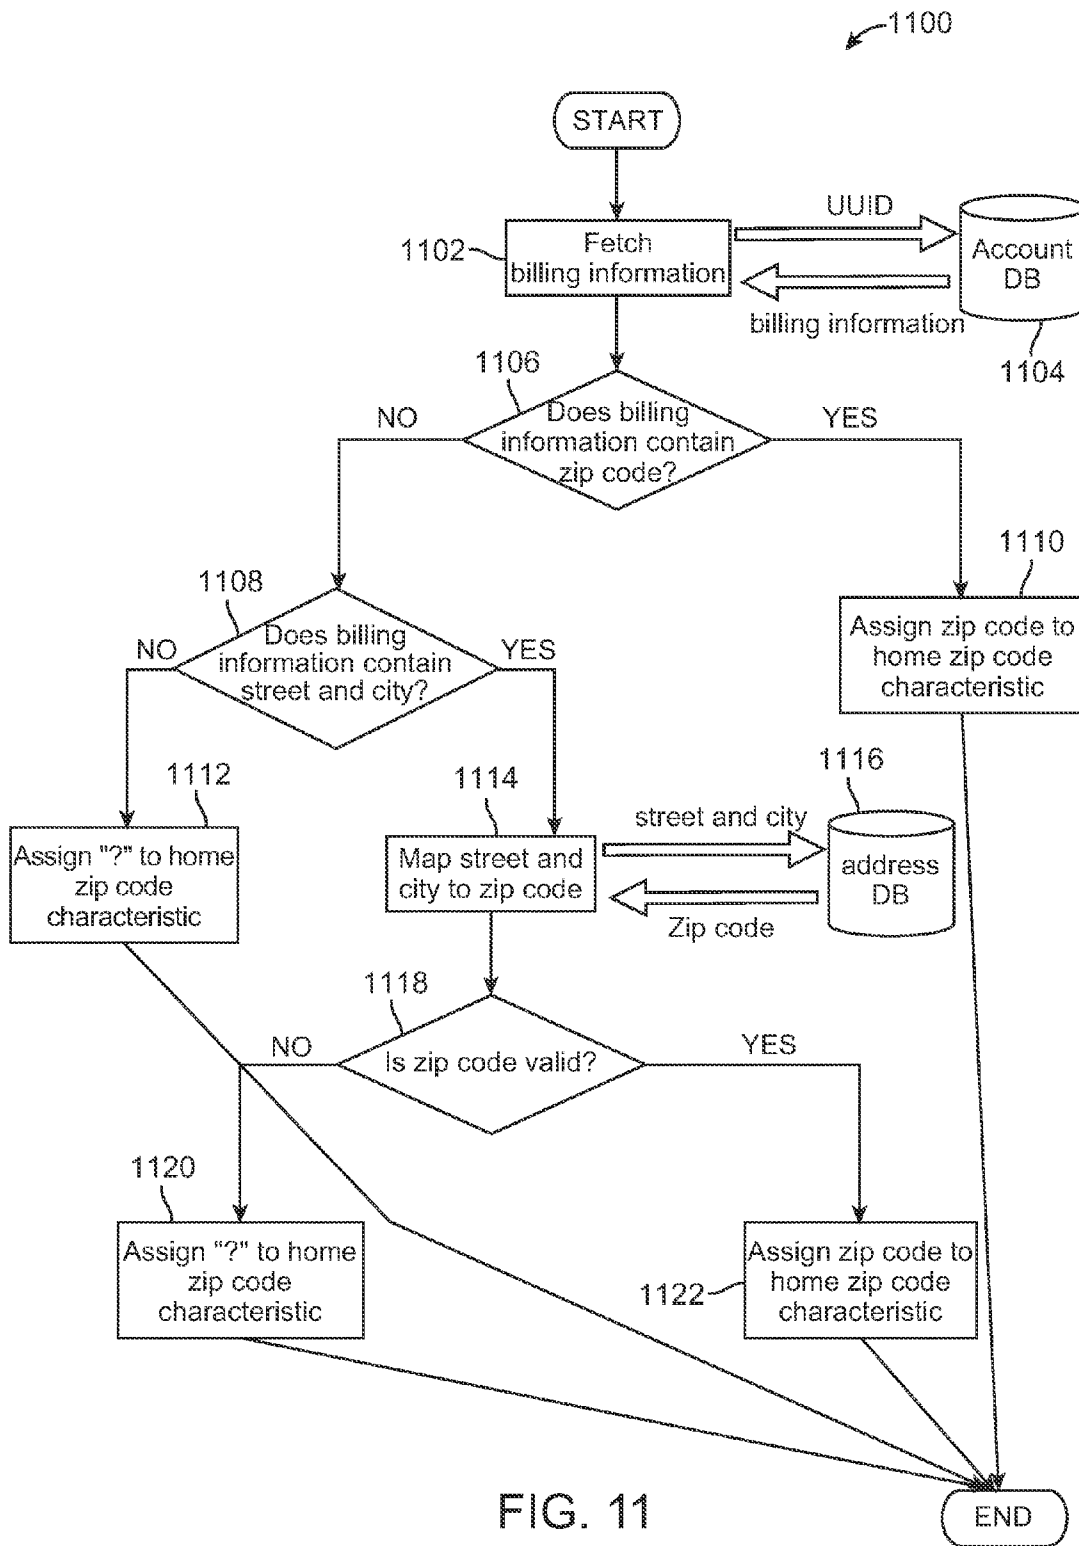 1100
START
UUID
1102
Fetch
billing information
Account
DB
billing information
1104
1106
NO
Does billing
information contain
zip code?
YES
1110
1108
NO
Does billing
information contain
street and city?
YES
Assign zip code to
home zip code
characteristic
1112
1114
1116
street and city
Assign "?" to home
zip code
characteristic
Map street and
city to zip code
address
DB
Zip code
1118
NO
Is zip code valid?
YES
1120
Assign "?" to home
zip code
characteristic
1122
Assign zip code to
home zip code
characteristic
FIG. 11
END